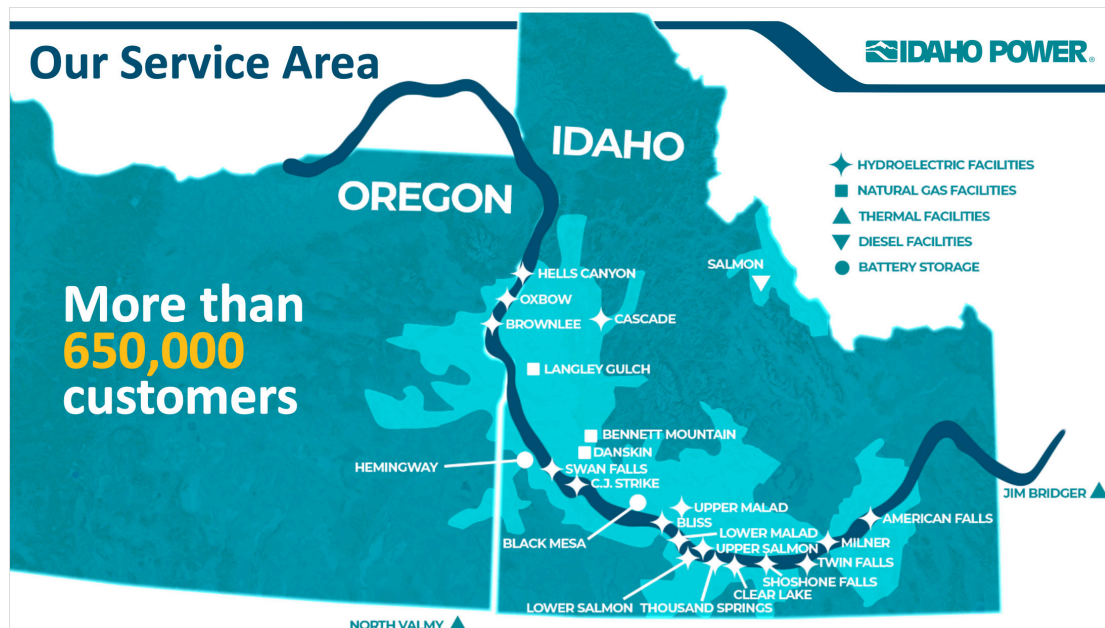 Our Service Area
IDAHO POWER®
IDAHO
OREGON
HYDROELECTRIC FACILITIES
NATURAL GAS FACILITIES
THERMAL FACILITIES
DIESEL FACILITIES
BATTERY STORAGE
More than
650,000
customers
HELLS CANYON
SALMON
OXBOW
BROWNLEE
CASCADE
LANGLEY GULCH
BENNETT MOUNTAIN
DANSKIN
HEMINGWAY
SWAN FALLS
C.J. STRIKE
JIM BRIDGER
UPPER MALAD
BLISS
AMERICAN FALLS
BLACK MESA
LOWER MALAD
UPPER SALMON
MILNER
TWIN FALLS
SHOSHONE FALLS
CLEAR LAKE
LOWER SALMON
THOUSAND SPRINGS
NORTH VALMY